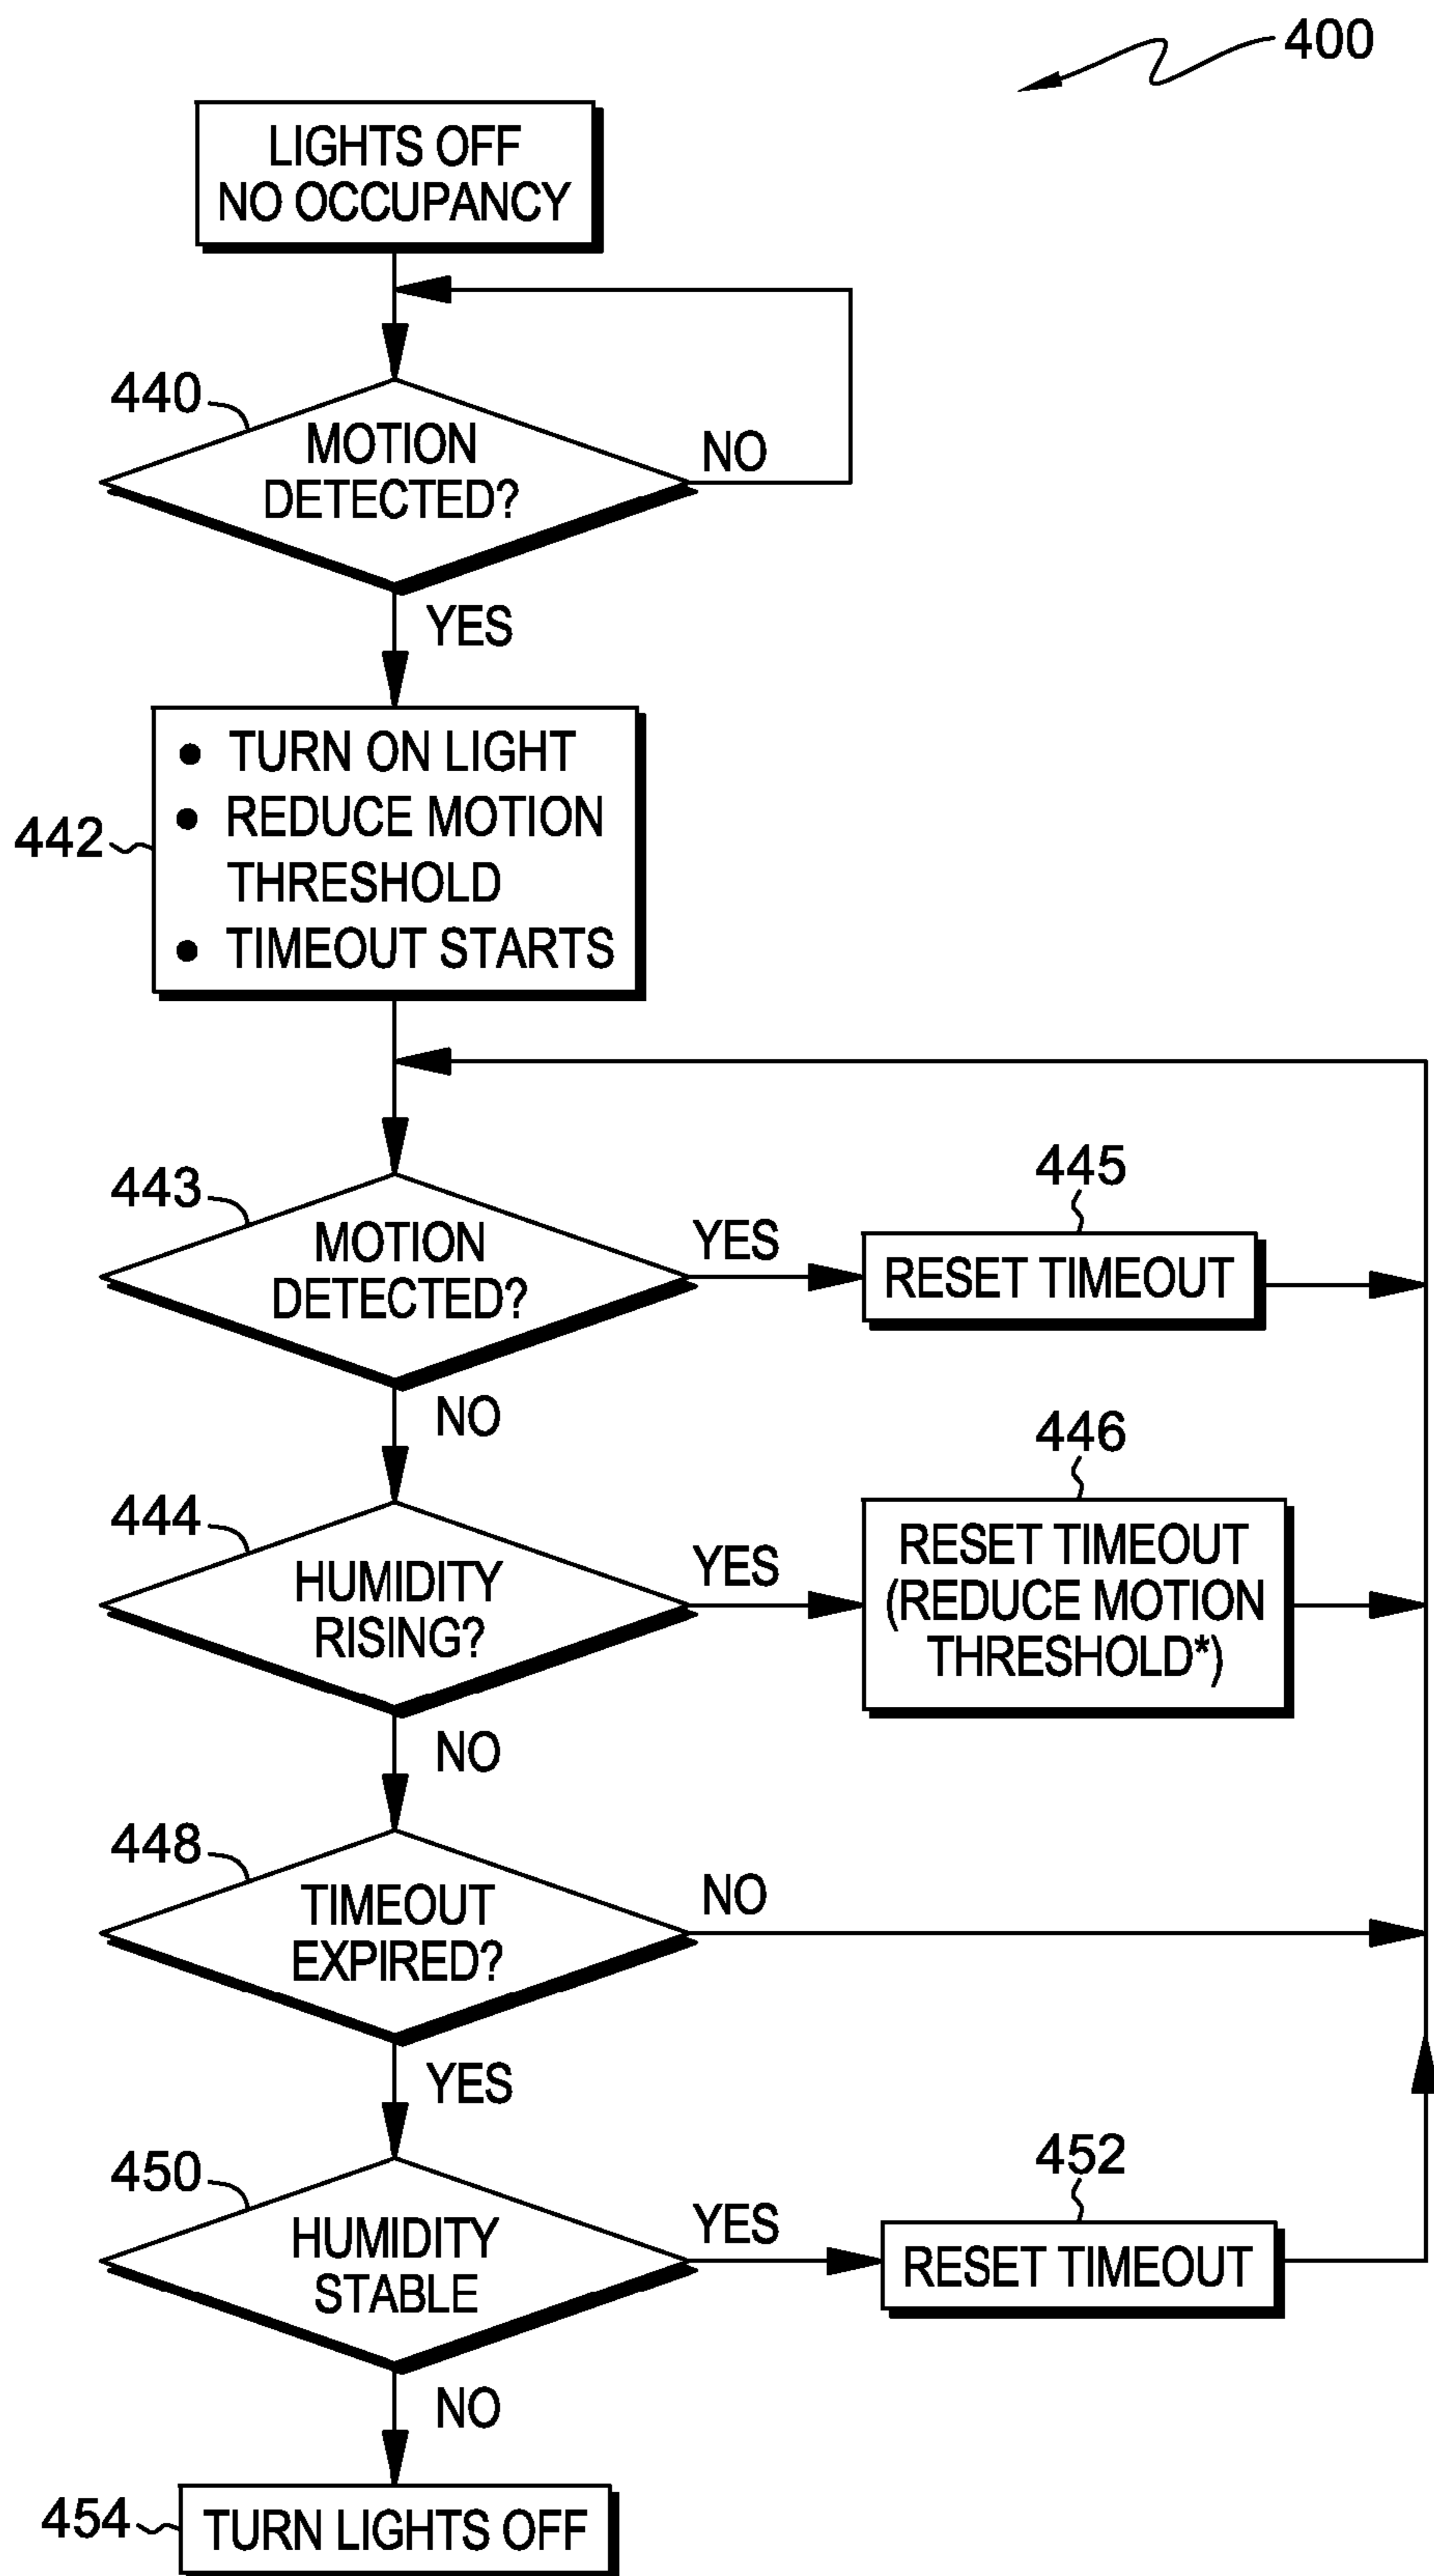 400
LIGHTS OFF
NO OCCUPANCY
440
MOTION
DETECTED?
NO
YES
442
• TURN ON LIGHT
• REDUCE MOTION
THRESHOLD
• TIMEOUT STARTS
443
MOTION
DETECTED?
YES
445
RESET TIMEOUT
NO
444
HUMIDITY
RISING?
YES
446
RESET TIMEOUT
(REDUCE MOTION
THRESHOLD*)
NO
448
TIMEOUT
EXPIRED?
NO
YES
450
HUMIDITY
STABLE
YES
452
RESET TIMEOUT
NO
454
TURN LIGHTS OFF